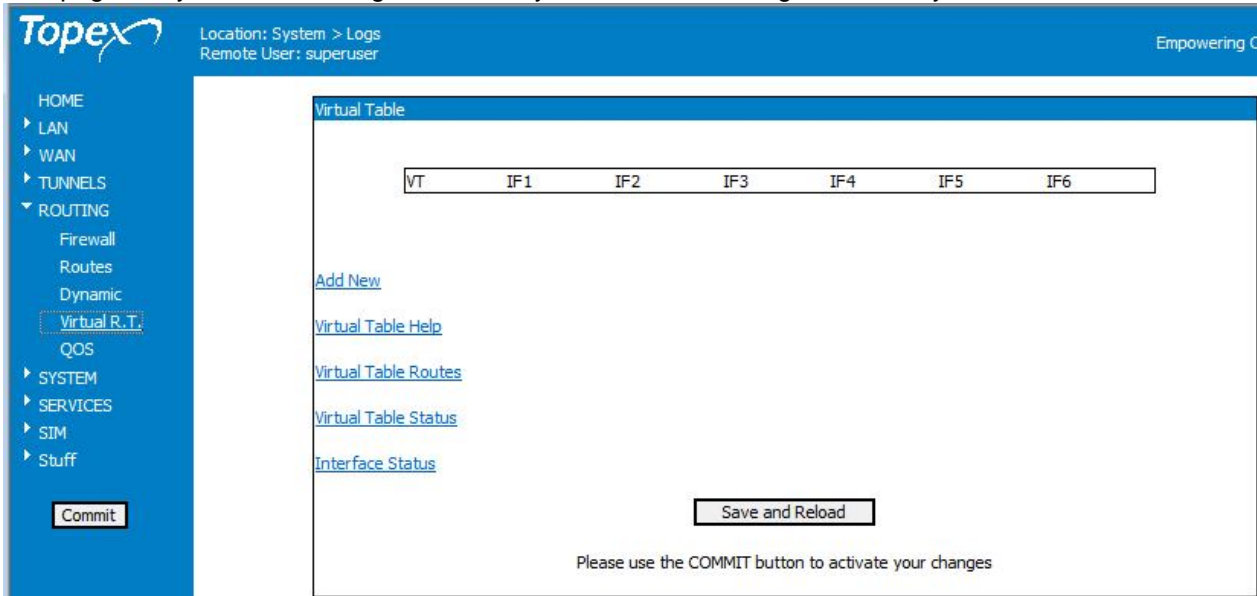 Topex
Location: System > Logs
Remote User: superuser
Empowering
HOME
LAN
WAN
TUNNELS
ROUTING
Firewall
Routes
Dynamic
Virtual R.T.
QOS
SYSTEM
SERVICES
SIM
Stuff
Commit
Virtual Table
VT IF1 IF2 IF3 IF4 IF5 IF6
Add New
Virtual Table Help
Virtual Table Routes
Virtual Table Status
Interface Status
Save and Reload
Please use the COMMIT button to activate your changes